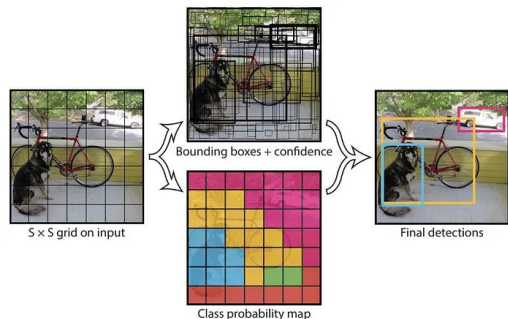 Bounding boxes + confidence
S × S grid on input
Final detections
Class probability map